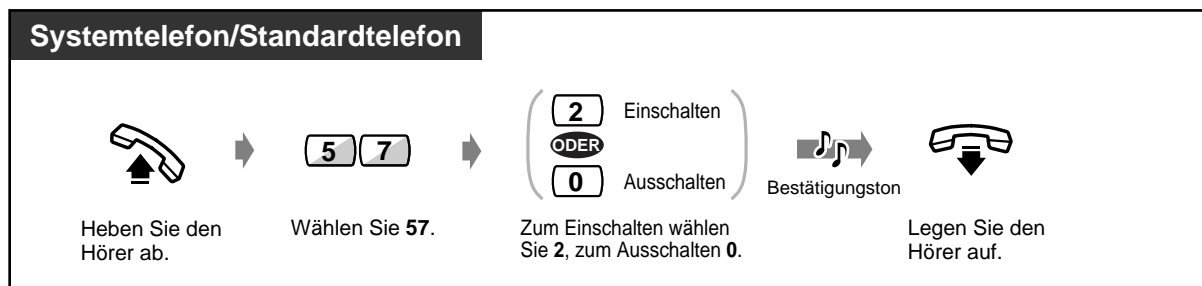 Systemtelefon/Standardtelefon
2 Einschalten
5 7
ODER
0 Ausschalten
Bestätigungston
Heben Sie den
Hörer ab.
Wählen Sie 57.
Zum Einschalten wählen
Sie 2, zum Ausschalten 0.
Legen Sie den
Hörer auf.